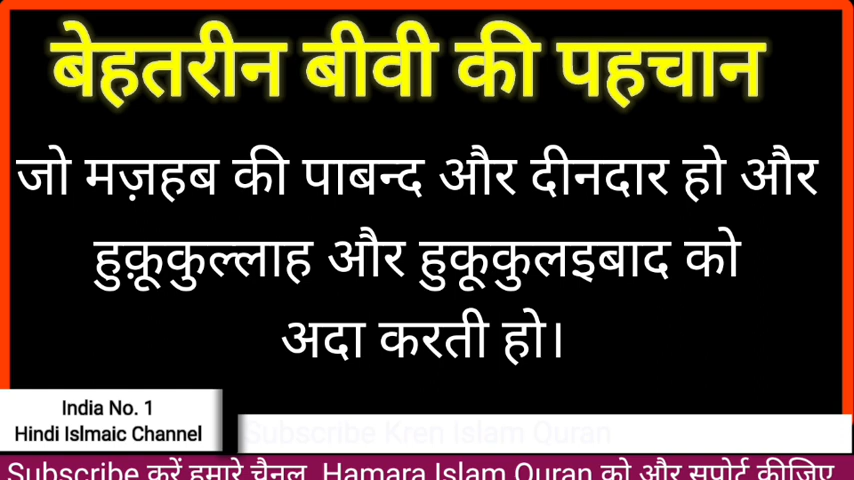 बेहतरीन बीवी की पहचान
जो मज़हब की पाबन्द और दीनदार हो और
हुक़ूकुल्लाह और हुकूकुलइबाद को
अदा करती हो।
India No. 1
Hindi Islmaic Channel
Subscribe Kren Islam Quran
Subscribe करें हमारे चैनल Hamara Islam Quran को और सपोर्ट कीजिए